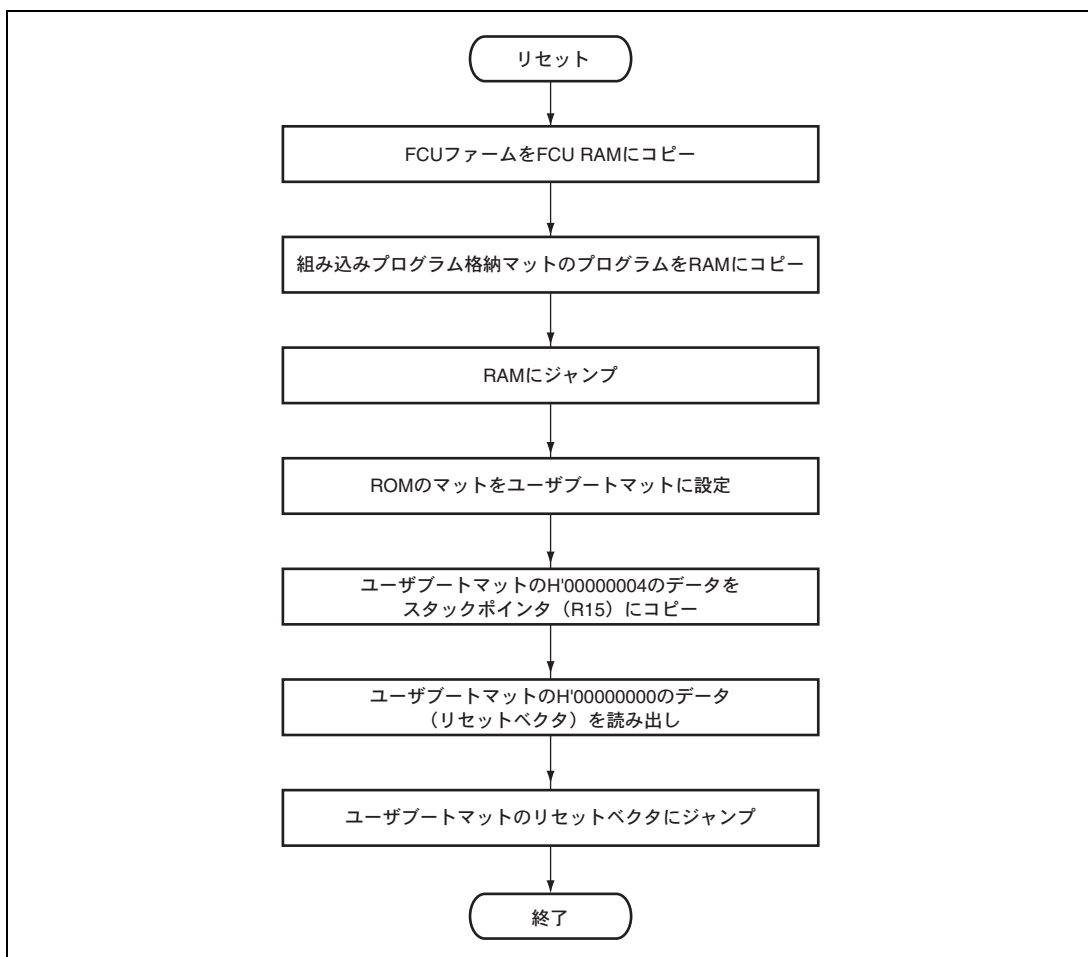 リセット
FCUファームをFCU RAMにコピー
組み込みプログラム格納マットのプログラムをRAMにコピー
RAMにジャンプ
ROMのマットをユーザブートマットに設定
ユーザブートマットのH'00000004のデータを
スタックポインタ（R15）にコピー
ユーザブートマットのH'00000000のデータ
（リセットベクタ）を読み出し
ユーザブートマットのリセットベクタにジャンプ
終了